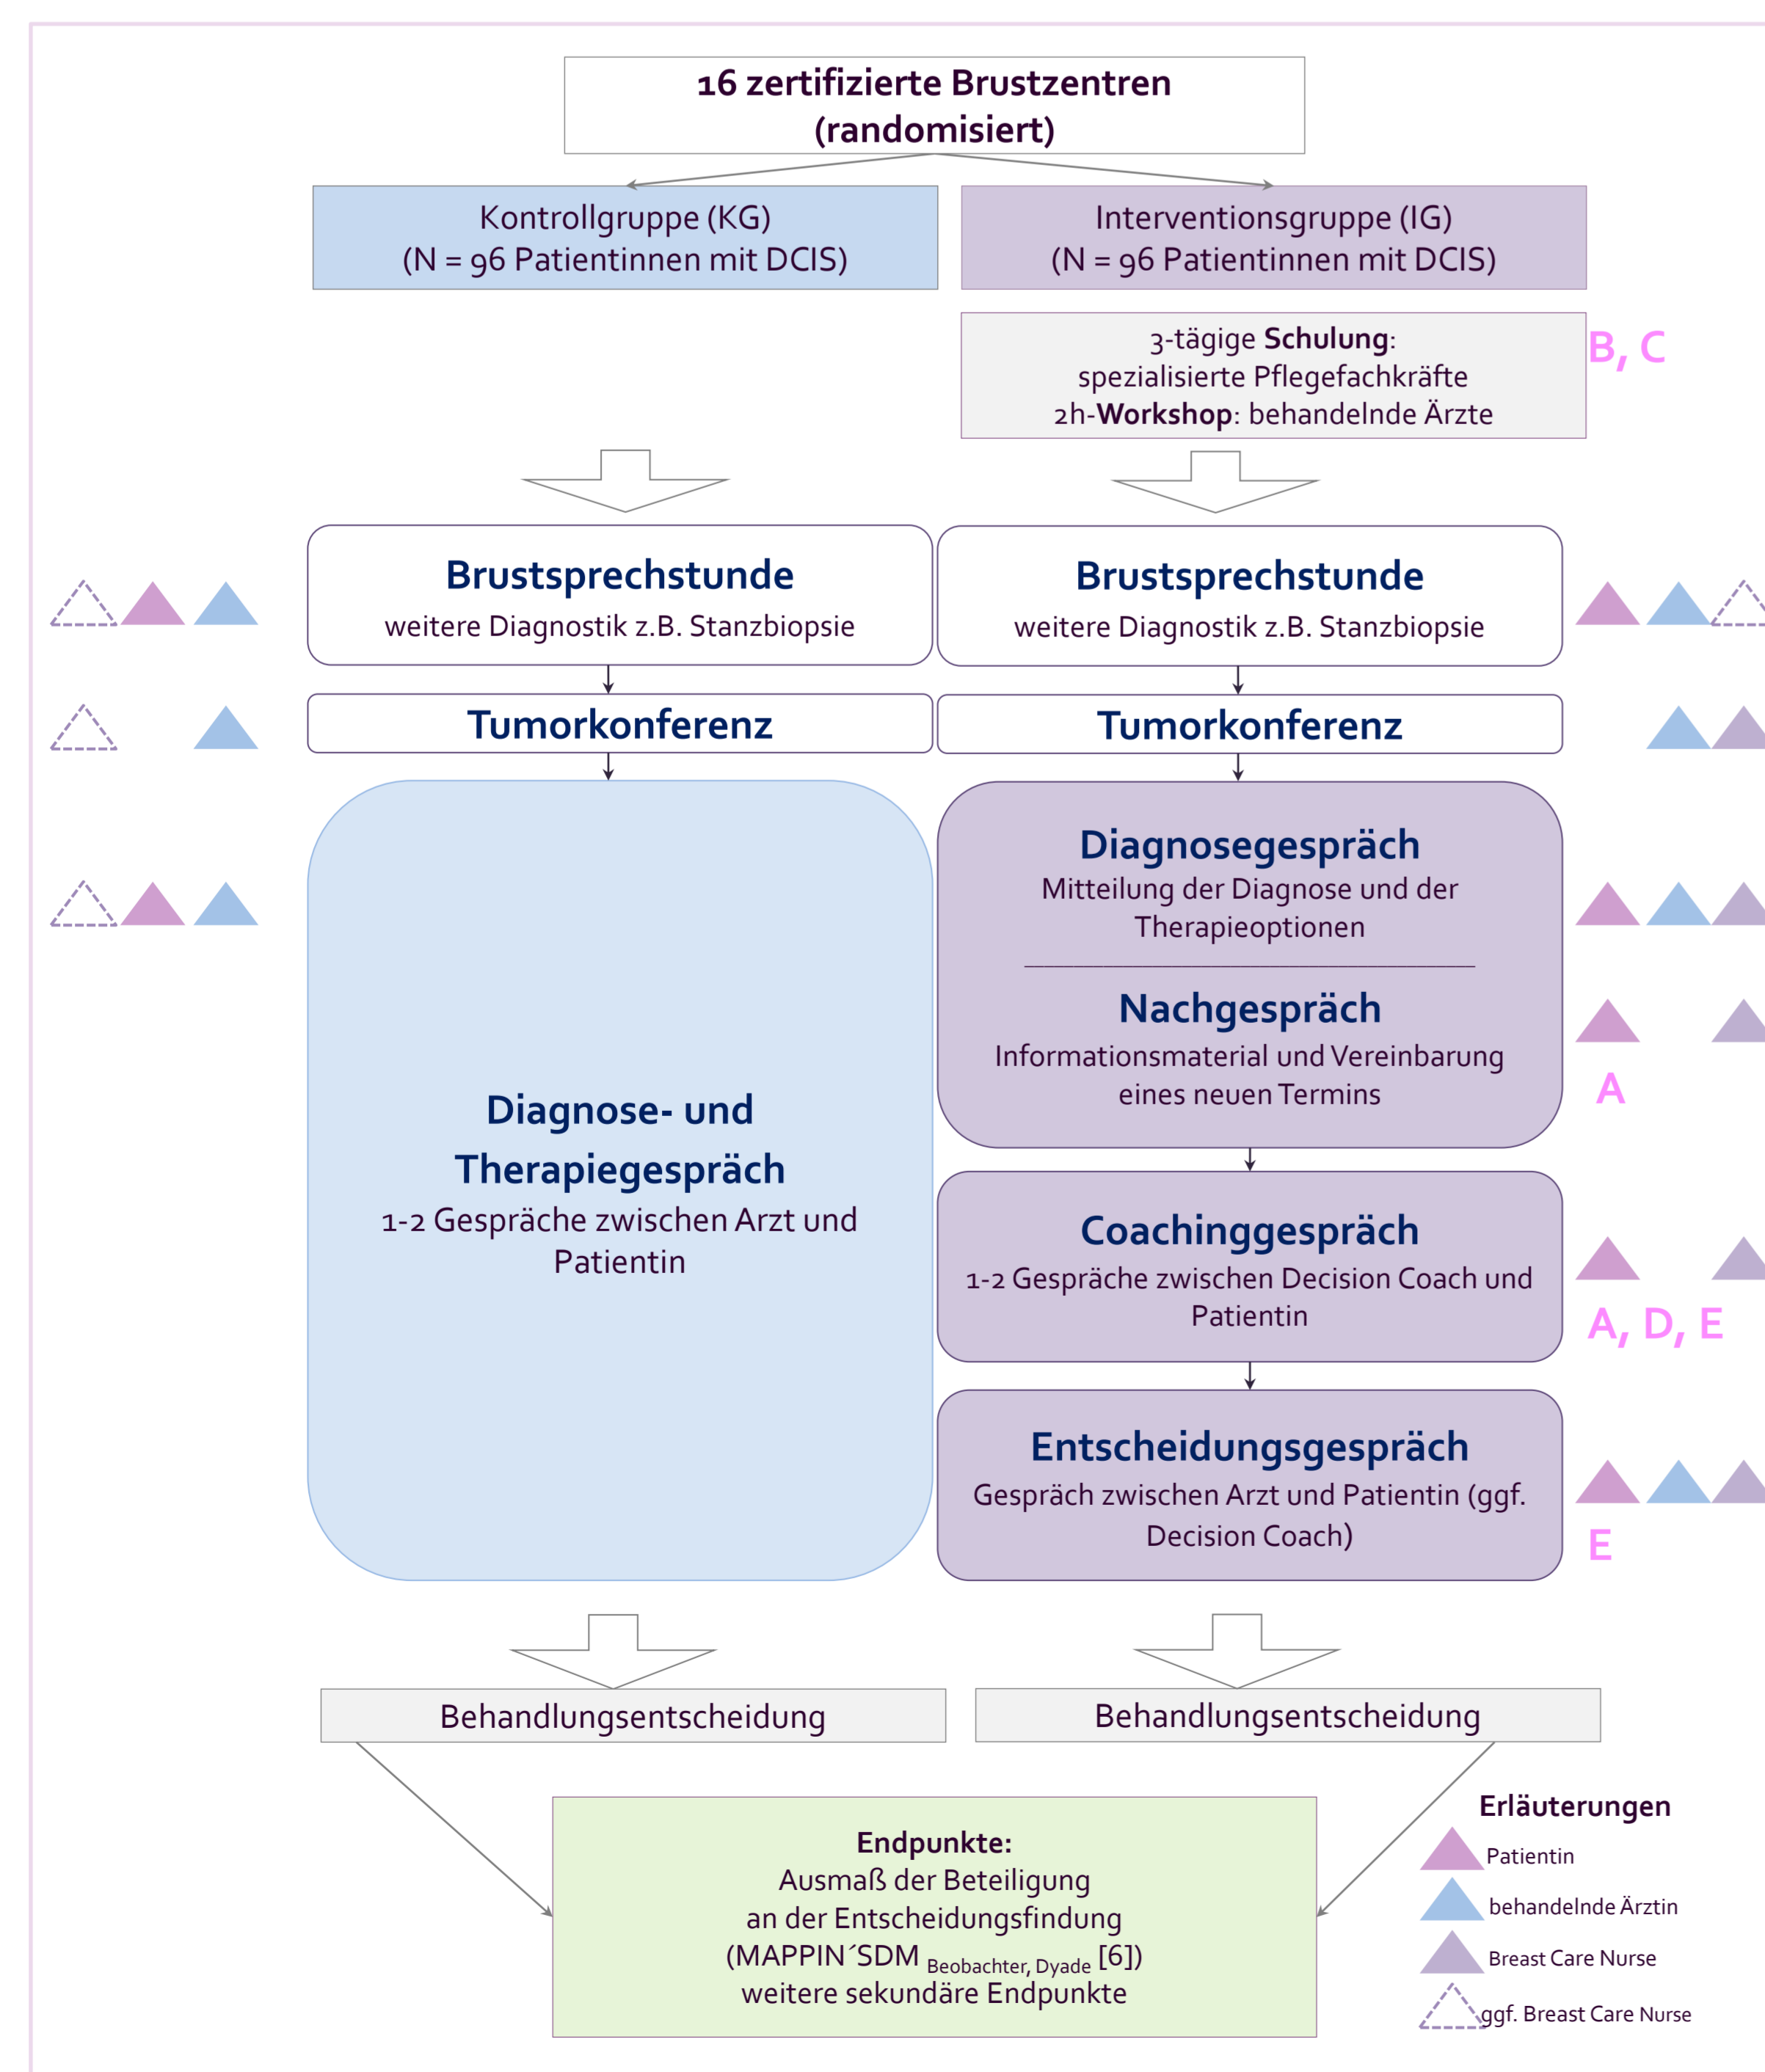 16 zertifizierte Brustzentren
(randomisiert)
Kontrollgruppe (KG)
(N = 96 Patientinnen mit DCIS)
Interventionsgruppe (IG)
(N = 96 Patientinnen mit DCIS)
3-tägige Schulung:
spezialisierte Pflegefachkräfte
2h-Workshop: behandelnde Ärzte
B, C
Brustsprechstunde
weitere Diagnostik z.B. Stanzbiopsie
Brustsprechstunde
weitere Diagnostik z.B. Stanzbiopsie
Tumorkonferenz
Tumorkonferenz
Diagnose- und
Therapiegespräch
1-2 Gespräche zwischen Arzt und
Patientin
Diagnosegespräch
Mitteilung der Diagnose und der
Therapieoptionen
Nachgespräch
Informationsmaterial und Vereinbarung
eines neuen Termins
A
Coachinggespräch
1-2 Gespräche zwischen Decision Coach und
Patientin
A, D, E
Entscheidungsgespräch
Gespräch zwischen Arzt und Patientin (ggf.
Decision Coach)
E
Behandlungsentscheidung
Behandlungsentscheidung
Endpunkte:
Ausmaß der Beteiligung
an der Entscheidungsfindung
(MAPPIN´SDM Beobachter, Dyade [6])
weitere sekundäre Endpunkte
Erläuterungen
Patientin
behandelnde Ärztin
Breast Care Nurse
ggf. Breast Care Nurse